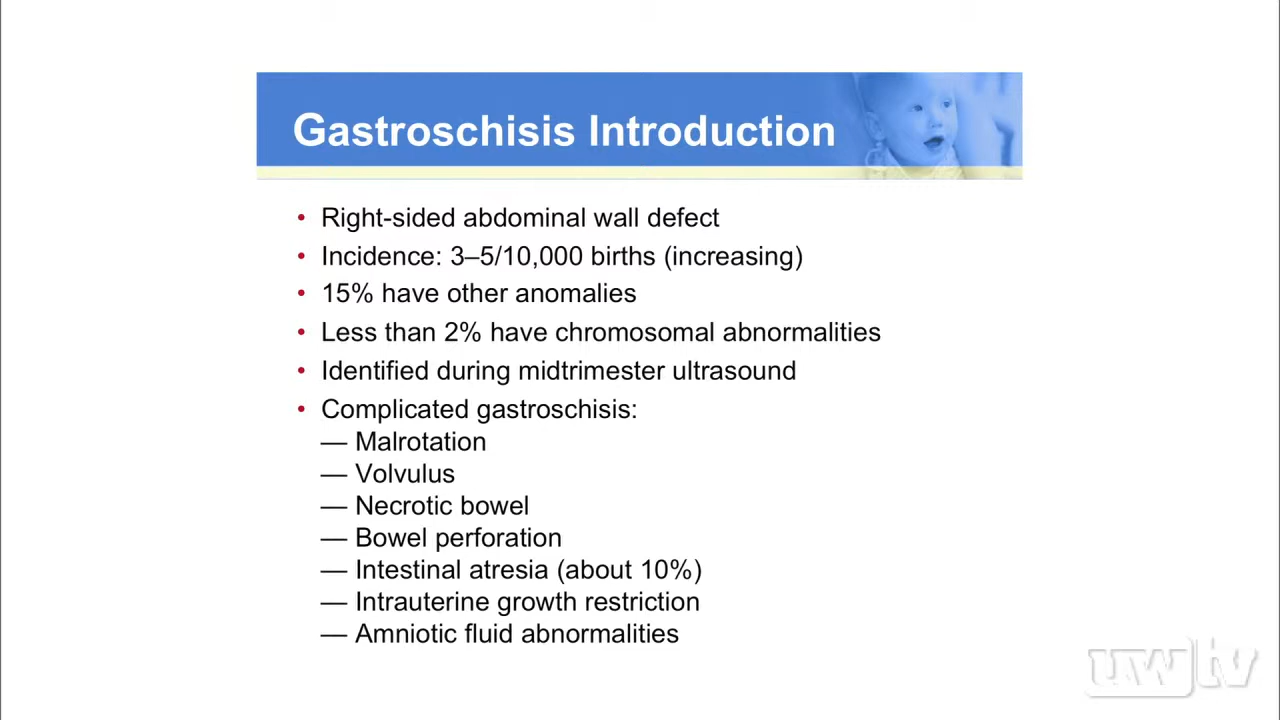 Gastroschisis Introduction
• Right-sided abdominal wall defect
• Incidence: 3–5/10,000 births (increasing)
• 15% have other anomalies
• Less than 2% have chromosomal abnormalities
• Identified during midtrimester ultrasound
• Complicated gastroschisis:
— Malrotation
— Volvulus
— Necrotic bowel
— Bowel perforation
— Intestinal atresia (about 10%)
— Intrauterine growth restriction
— Amniotic fluid abnormalities
uwtv